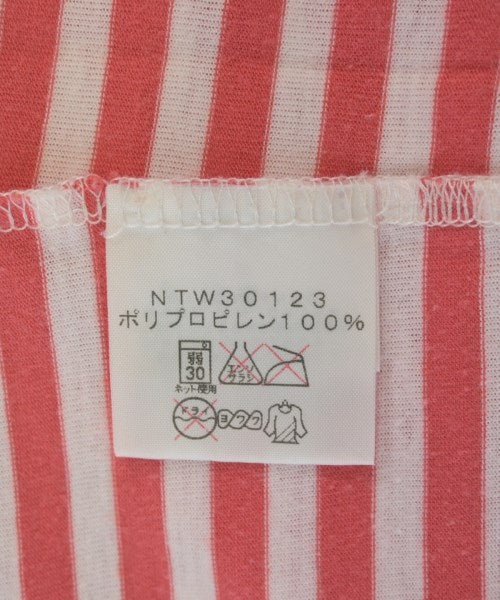 NTW30123
ポリプロピレン100%
弱
30
エンソ
サラシ
ネット使用
ドライ
ヨワク